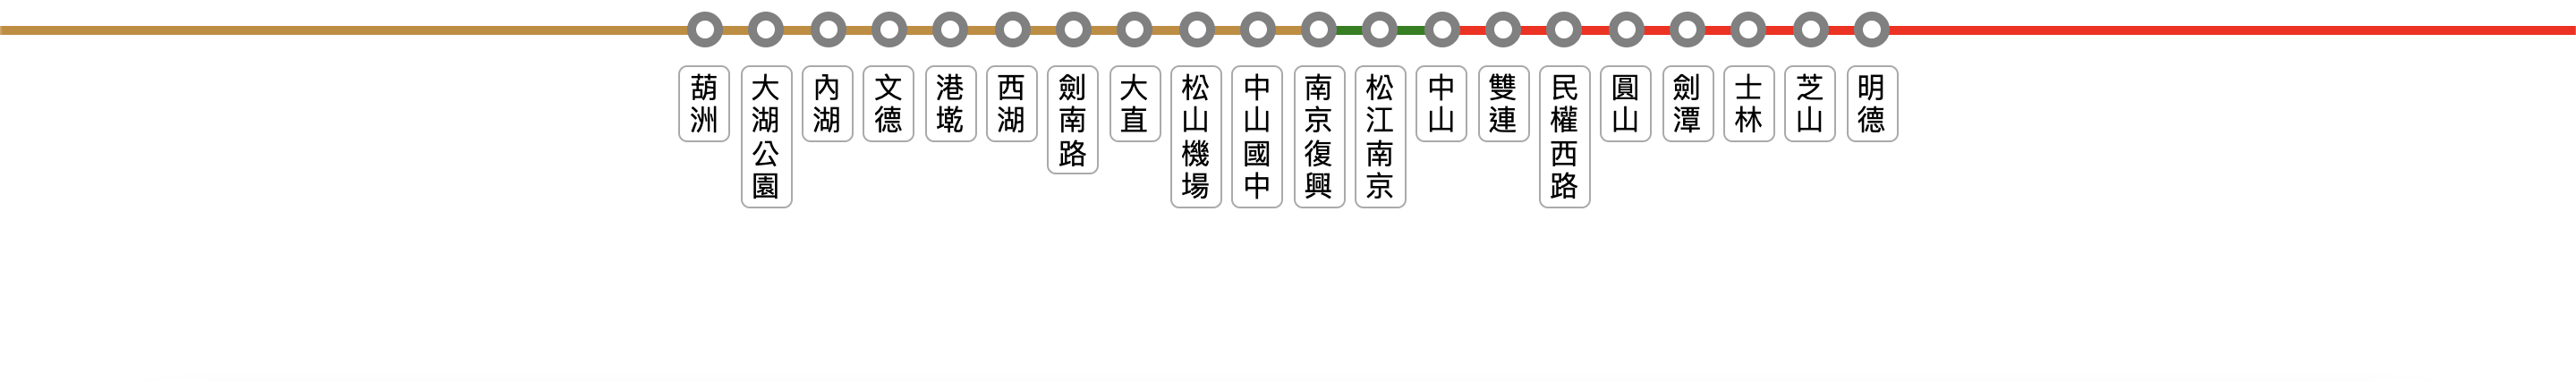 葫洲
大湖公園
內湖
文德
港墘
西湖
劍南路
大直
松山機場
中山國中
南京復興
松江南京
中山
雙連
民權西路
圓山
劍潭
士林
芝山
明德